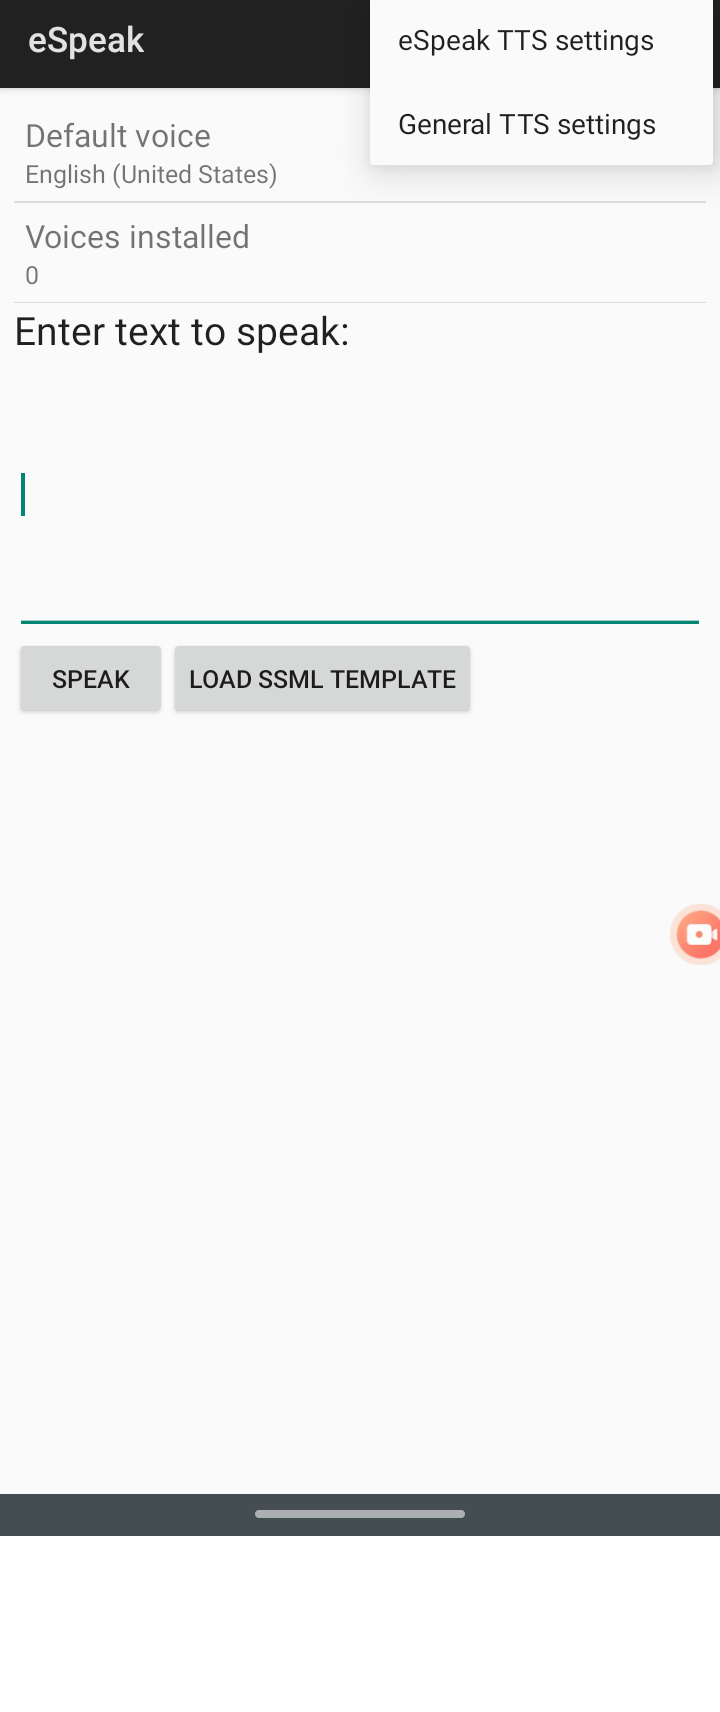 eSpeak
eSpeak TTS settings
General TTS settings
Default voice
English (United States)
Voices installed
0
Enter text to speak:
SPEAK
LOAD SSML TEMPLATE